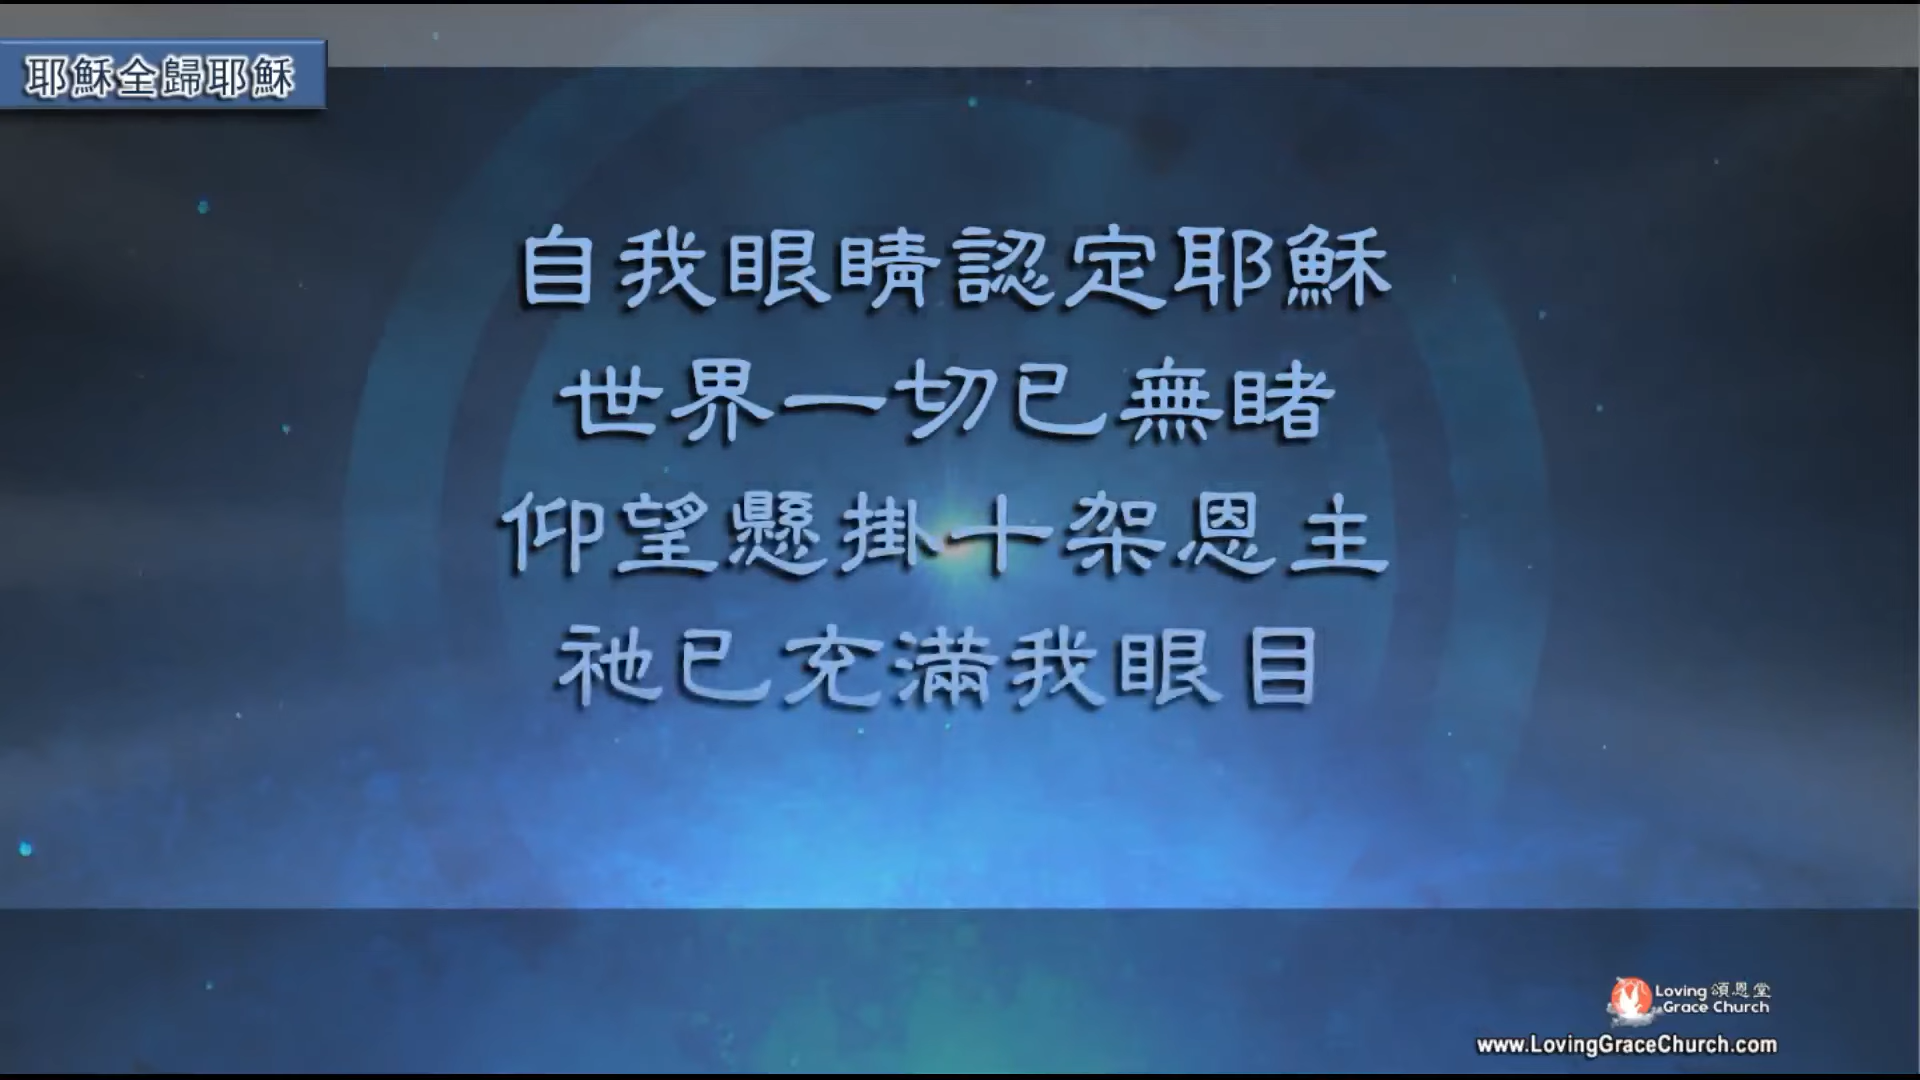 耶穌全歸耶穌
自我眼睛認定耶穌
世界一切已無睹
仰望懸掛十架恩主
祂已充滿我眼目
Loving 頌恩堂
Grace Church
www.LovingGraceChurch.com